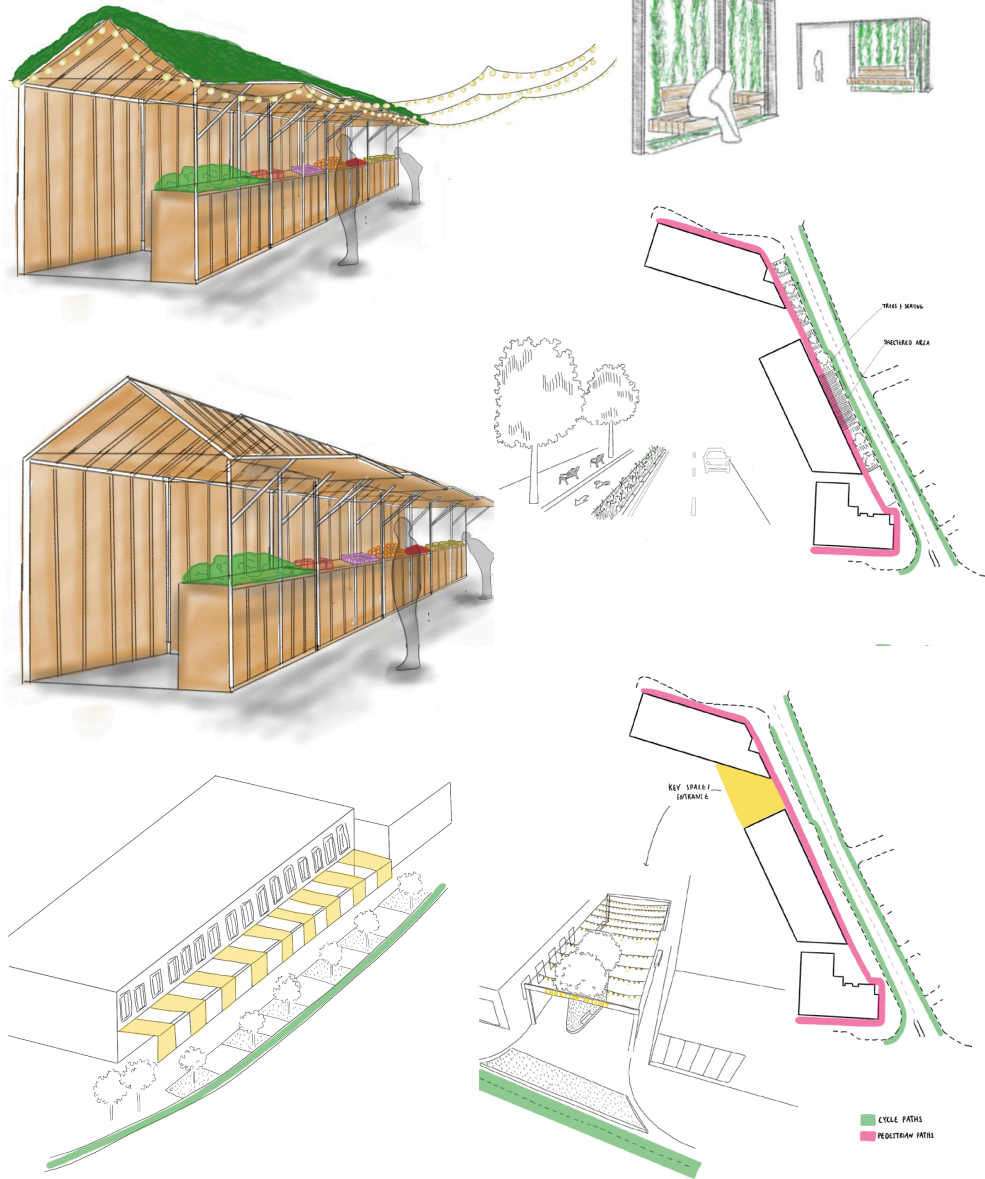 TREES & SEATING
SHELTERED AREA
KEY SPACE/
ENTRANCE
CYCLE PATHS
PEDESTRIAN PATHS